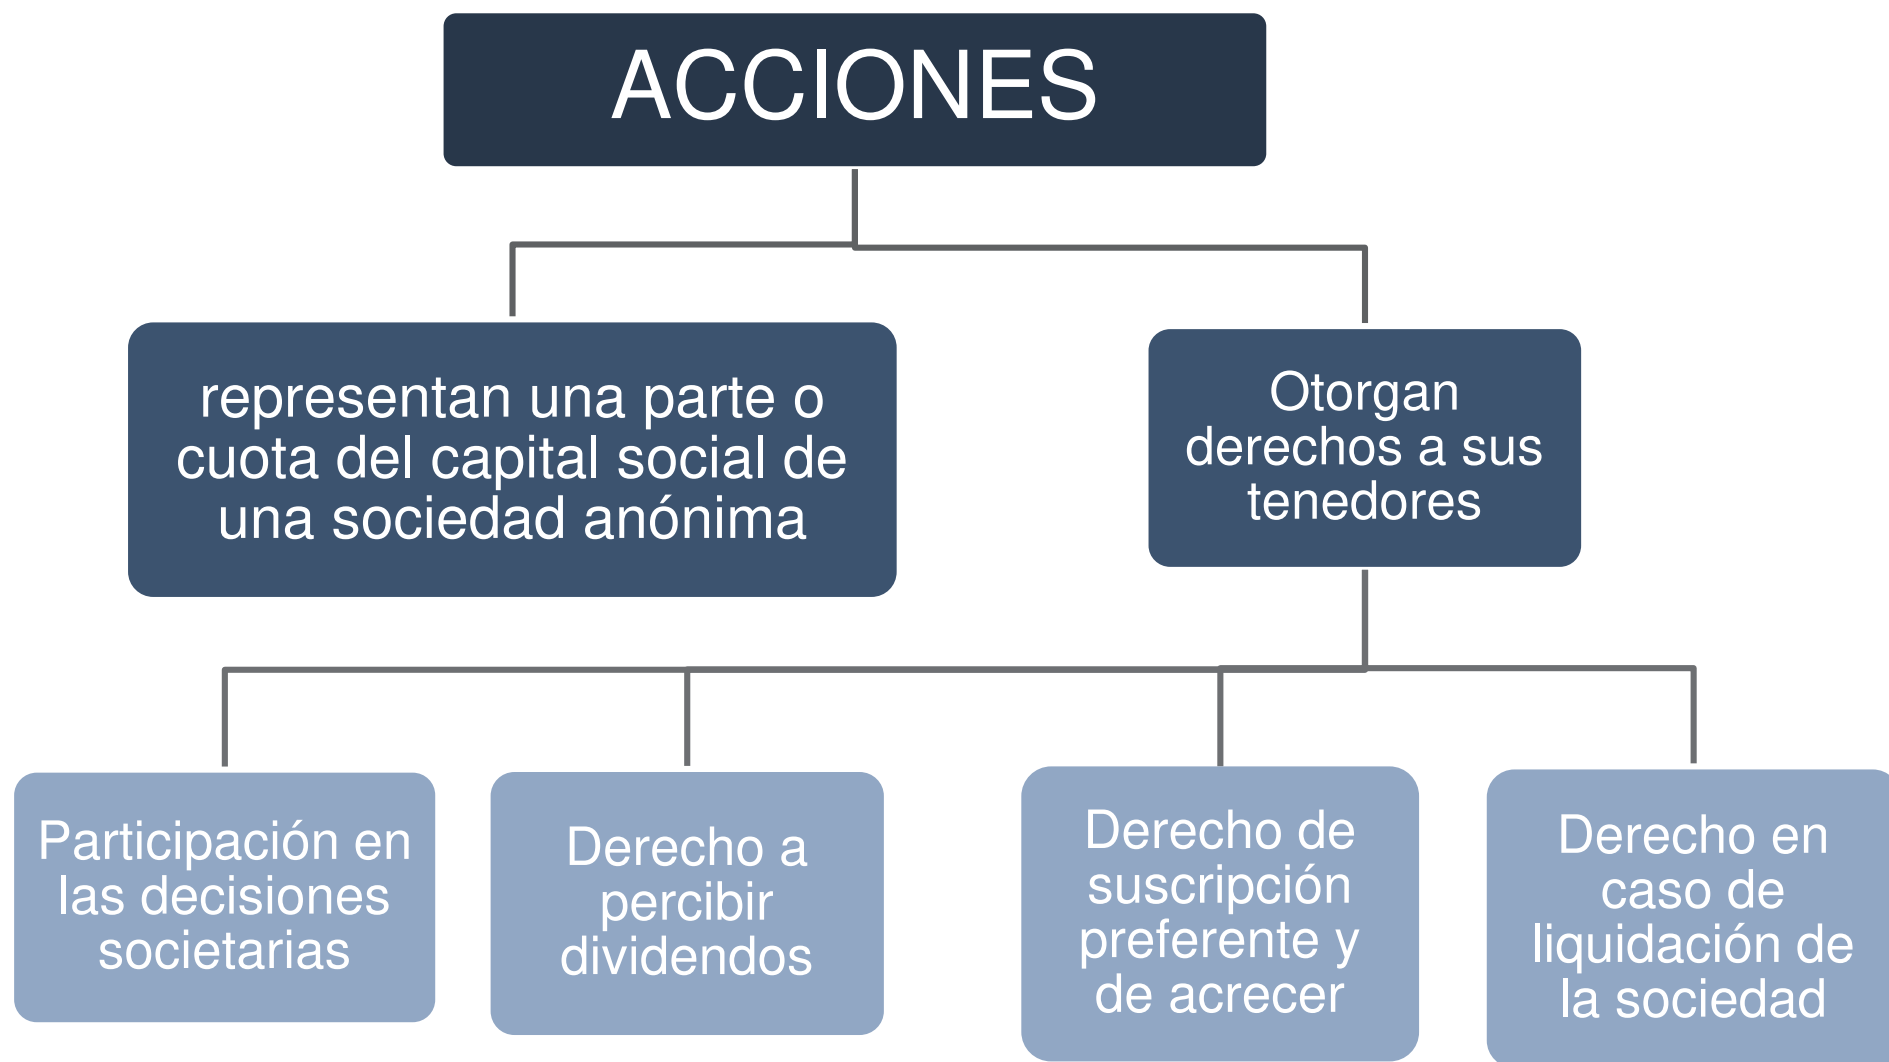 ACCIONES
representan una parte o
cuota del capital social de
una sociedad anónima
Otorgan
derechos a sus
tenedores
Participación en
las decisiones
societarias
Derecho a
percibir
dividendos
Derecho de
suscripción
preferente y
de acrecer
Derecho en
caso de
liquidación de
la sociedad